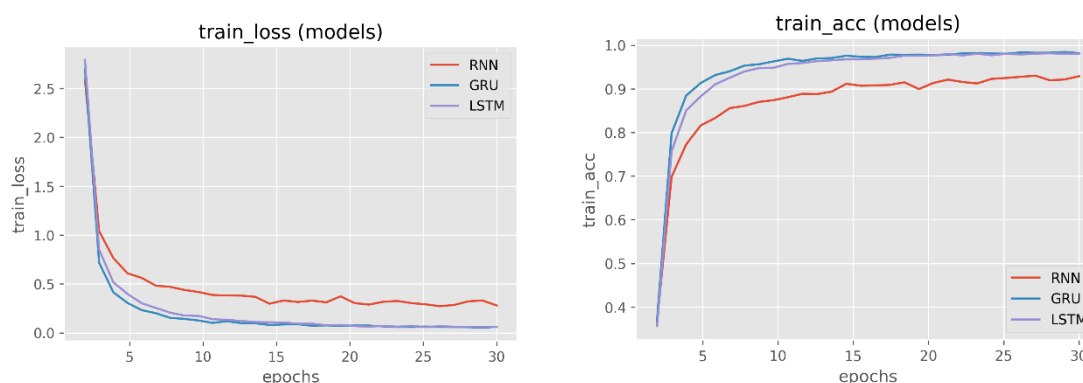 train_loss (models)
train_loss
2.5
2.0
1.5
1.0
0.5
0.0
5
10
15
20
25
30
epochs
RNN
GRU
LSTM
train_acc (models)
train_acc
1.0
0.9
0.8
0.7
0.6
0.5
0.4
5
10
15
20
25
30
epochs
RNN
GRU
LSTM